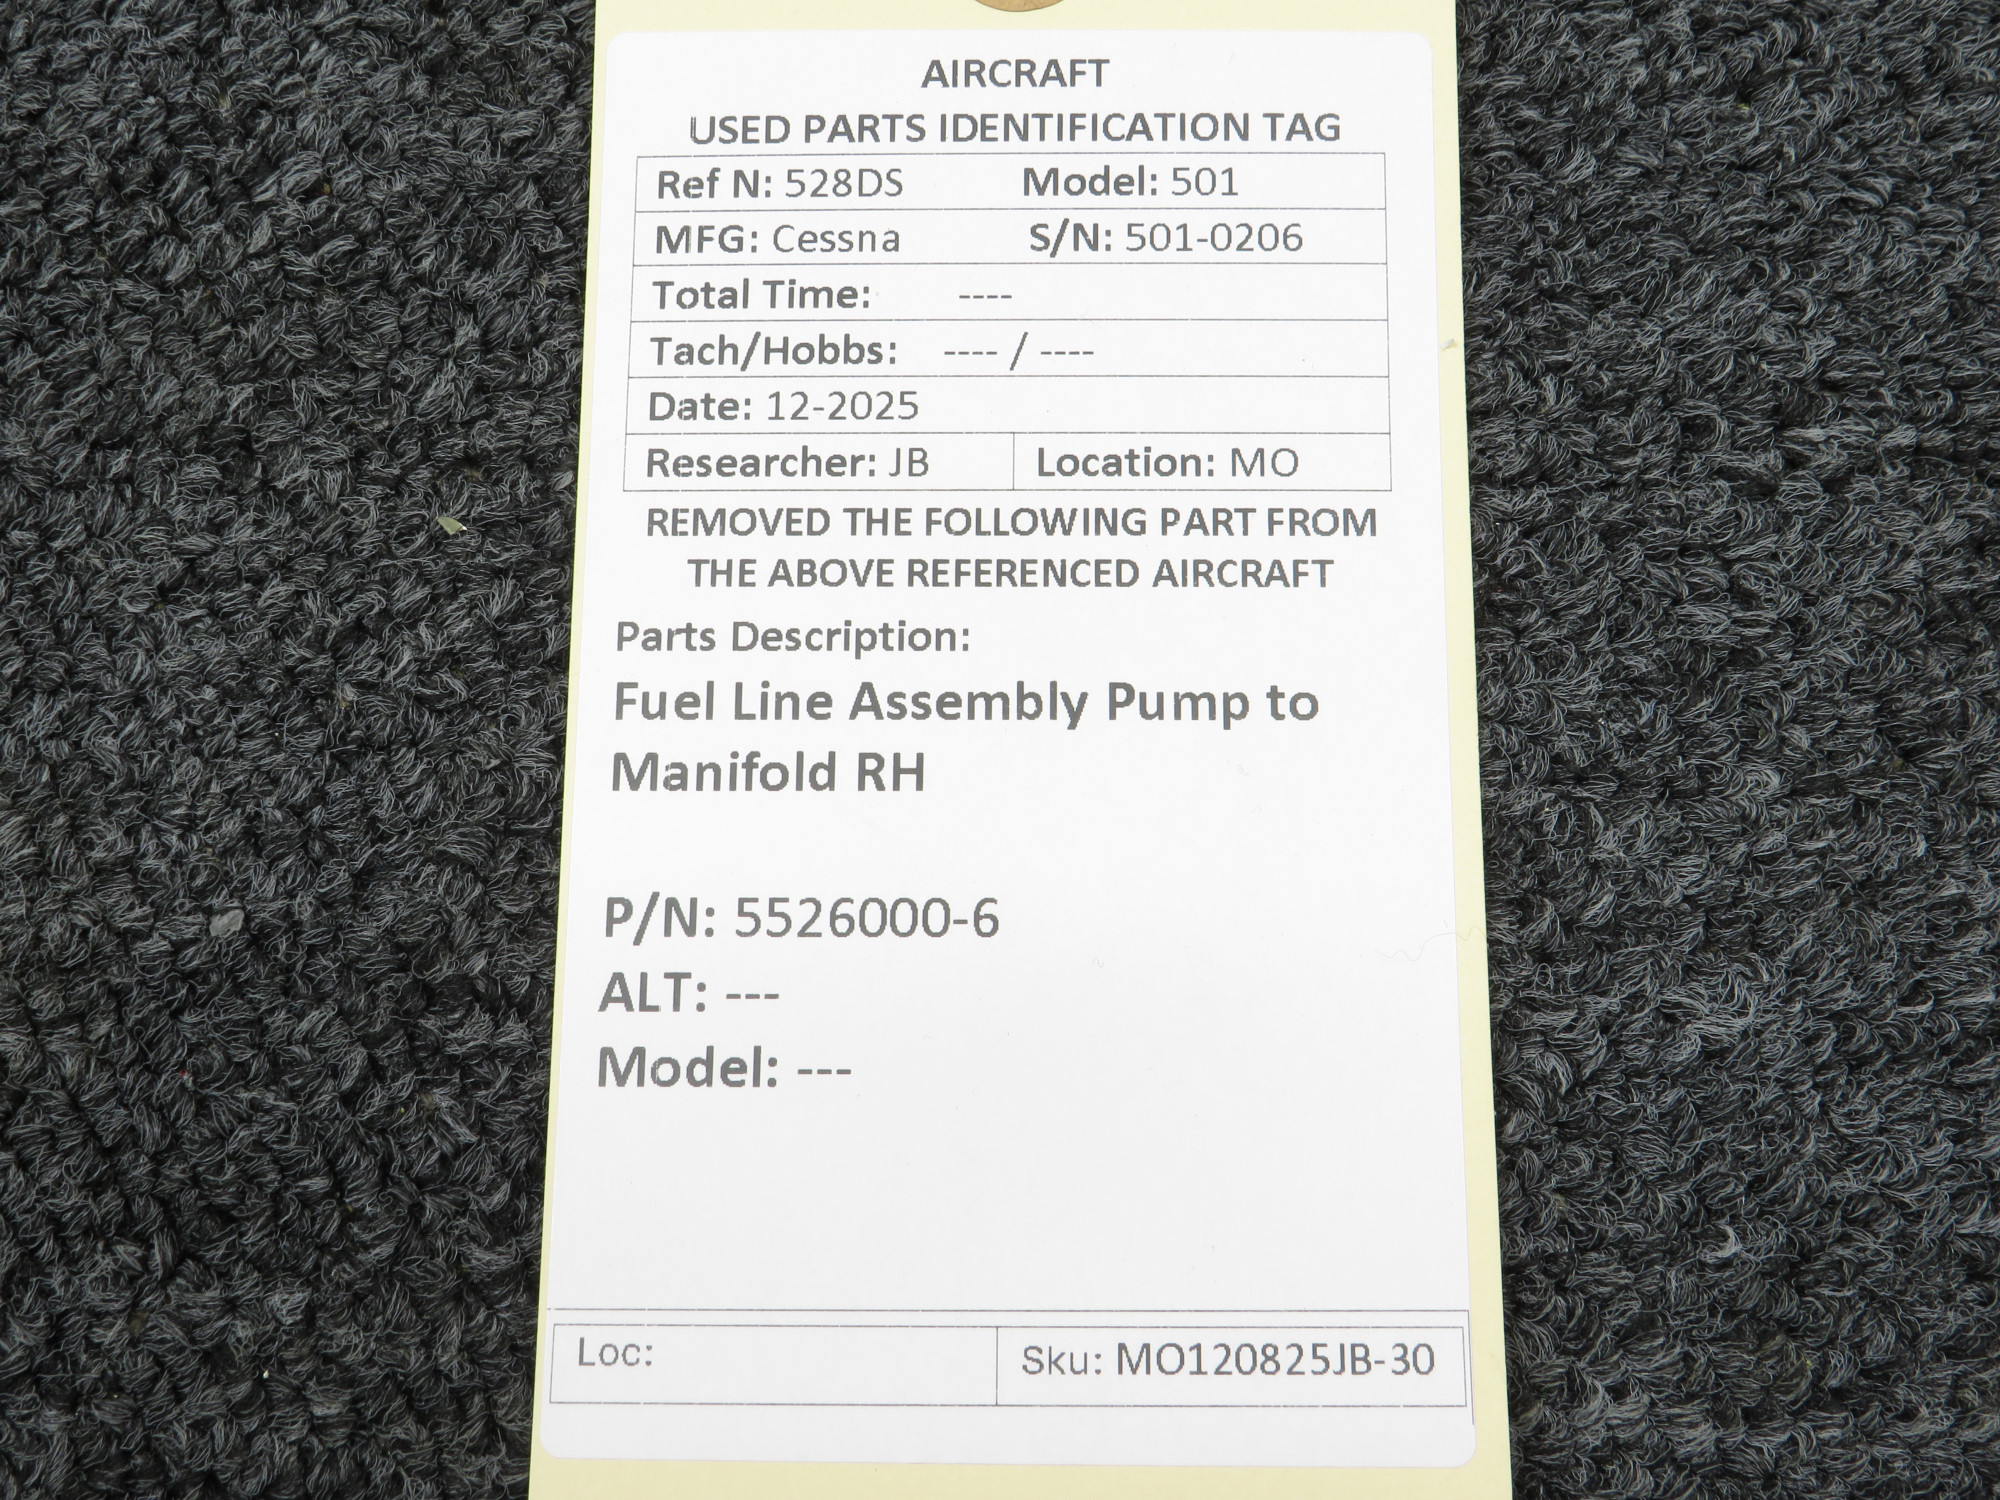 AIRCRAFT
USED PARTS IDENTIFICATION TAG
Ref N: 528DS Model: 501
MFG: Cessna S/N: 501-0206
Total Time: ----
Tach/Hobbs: ---- / ----
Date: 12-2025
Researcher: JB Location: MO
REMOVED THE FOLLOWING PART FROM
THE ABOVE REFERENCED AIRCRAFT
Parts Description:
Fuel Line Assembly Pump to
Manifold RH
P/N: 5526000-6
ALT: ---
Model: ---
Loc: Sku: MO120825JB-30